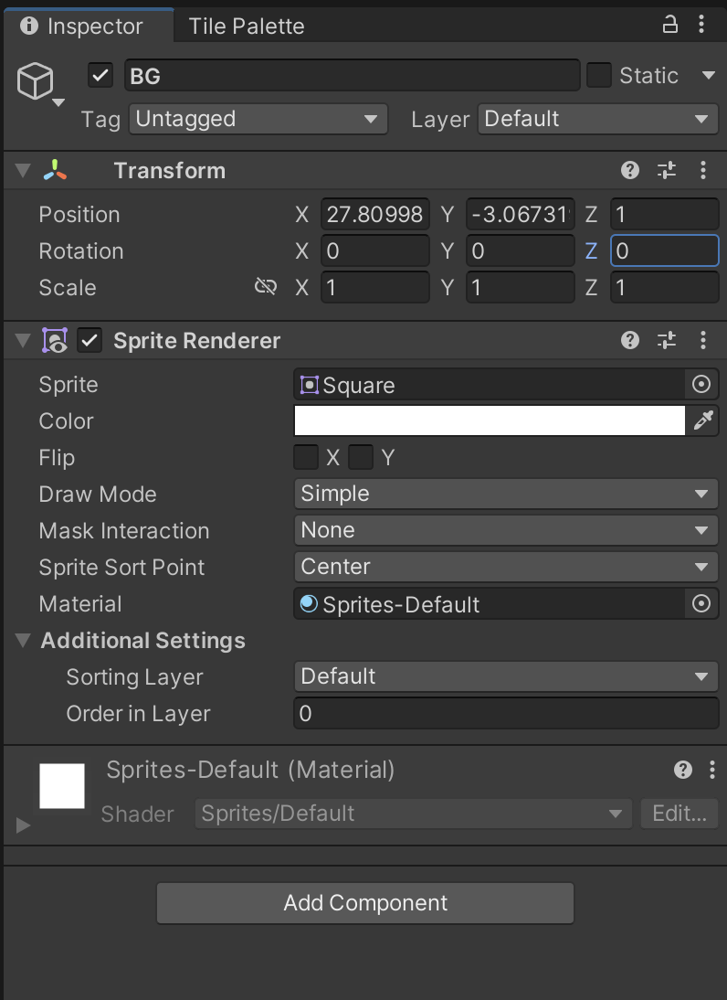 Inspector Tile Palette
BG Static
Tag Untagged Layer Default
Transform
Position X 27.80998 Y -3.06731 Z 1
Rotation X 0 Y 0 Z 0
Scale X 1 Y 1 Z 1
Sprite Renderer
Sprite Square
Color
Flip X Y
Draw Mode Simple
Mask Interaction None
Sprite Sort Point Center
Material Sprites-Default
Additional Settings
Sorting Layer Default
Order in Layer 0
Sprites-Default (Material)
Shader Sprites/Default Edit...
Add Component